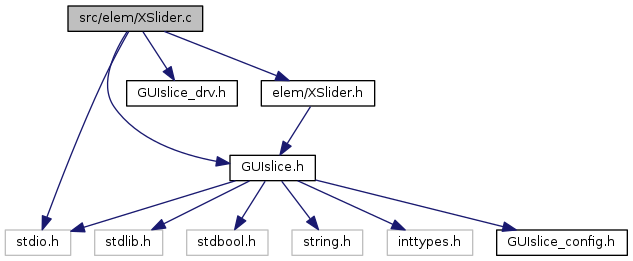 src/elem/XSlider.c
GUIslice_drv.h
elem/XSlider.h
GUIslice.h
stdio.h
stdlib.h
stdbool.h
string.h
inttypes.h
GUIslice_config.h